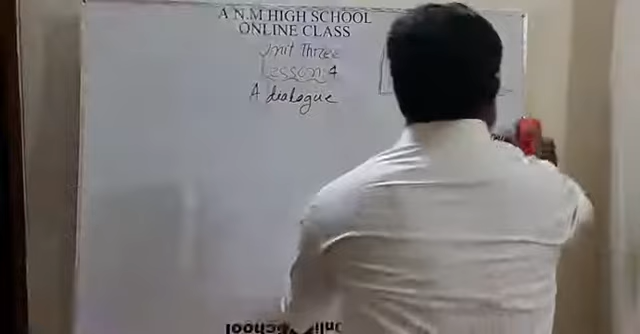 A N.M HIGH SCHOOL
ONLINE CLASS
Unit Three
Lesson: 4
A dialogue